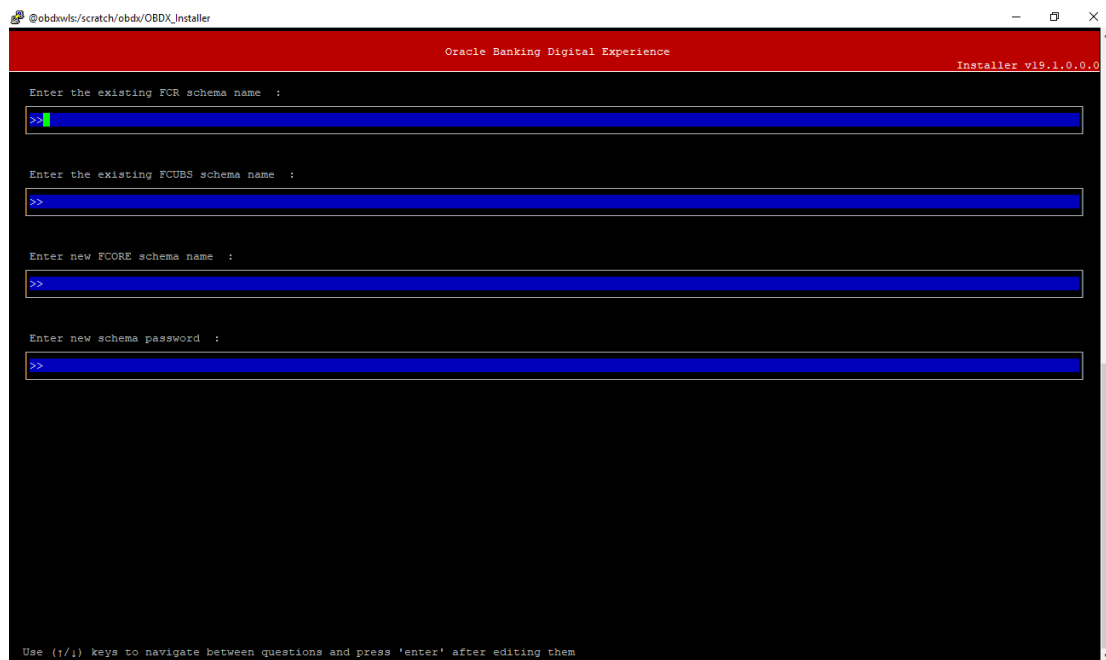 @obdxwls:/scratch/obdx/OBDX_Installer
Oracle Banking Digital Experience
Installer v19.1.0.0.0
Enter the existing FCR schema name :
>>
Enter the existing FCUBS schema name :
>>
Enter new FCORE schema name :
>>
Enter new schema password :
>>
Use (↑/↓) keys to navigate between questions and press 'enter' after editing them